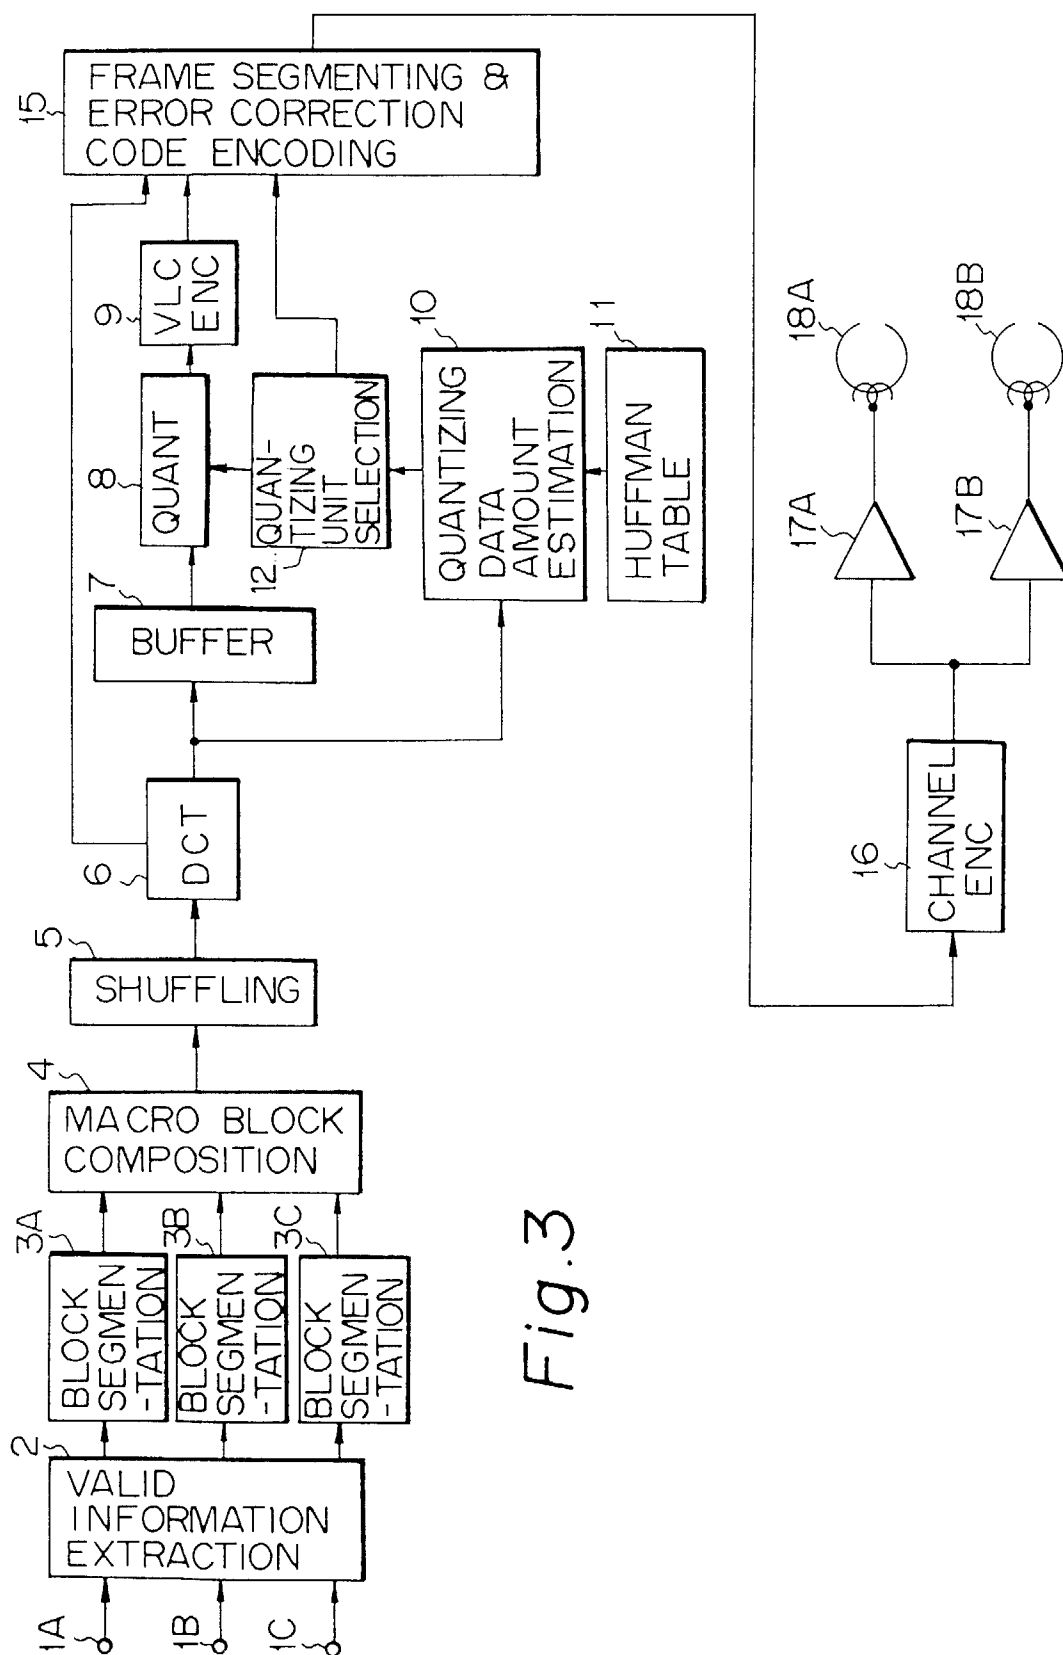 1A
1B
1C
2
VALID
INFORMATION
EXTRACTION
3A
BLOCK
SEGMEN
-TATION
3B
BLOCK
SEGMEN
-TATION
3C
BLOCK
SEGMEN
-TATION
4
MACRO BLOCK
COMPOSITION
5
SHUFFLING
6
DCT
7
BUFFER
8
QUANT
9
VLC
ENC
12
QUAN-
TIZING
UNIT
SELECTION
10
QUANTIZING
DATA
AMOUNT
ESTIMATION
11
HUFFMAN
TABLE
15
FRAME SEGMENTING &
ERROR CORRECTION
CODE ENCODING
16
CHANNEL
ENC
17A
18A
17B
18B
Fig.3